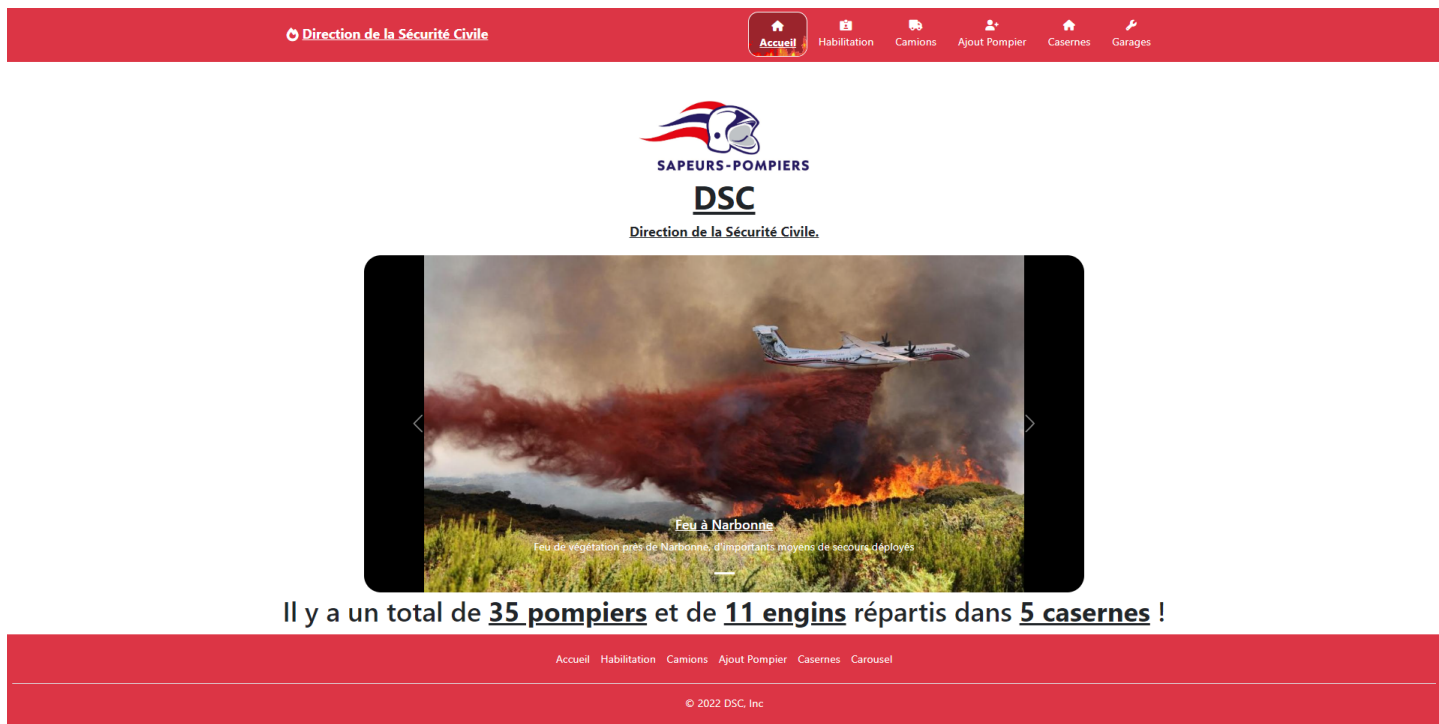 Direction de la Sécurité Civile
Accueil
Habilitation
Camions
Ajout Pompier
Casernes
Garages
SAPEURS-POMPIERS
DSC
Direction de la Sécurité Civile.
Feu à Narbonne
Feu de végétation près de Narbonne, d'importants moyens de secours déployés
Il y a un total de 35 pompiers et de 11 engins répartis dans 5 casernes !
Accueil Habilitation Camions Ajout Pompier Casernes Carousel
© 2022 DSC, Inc